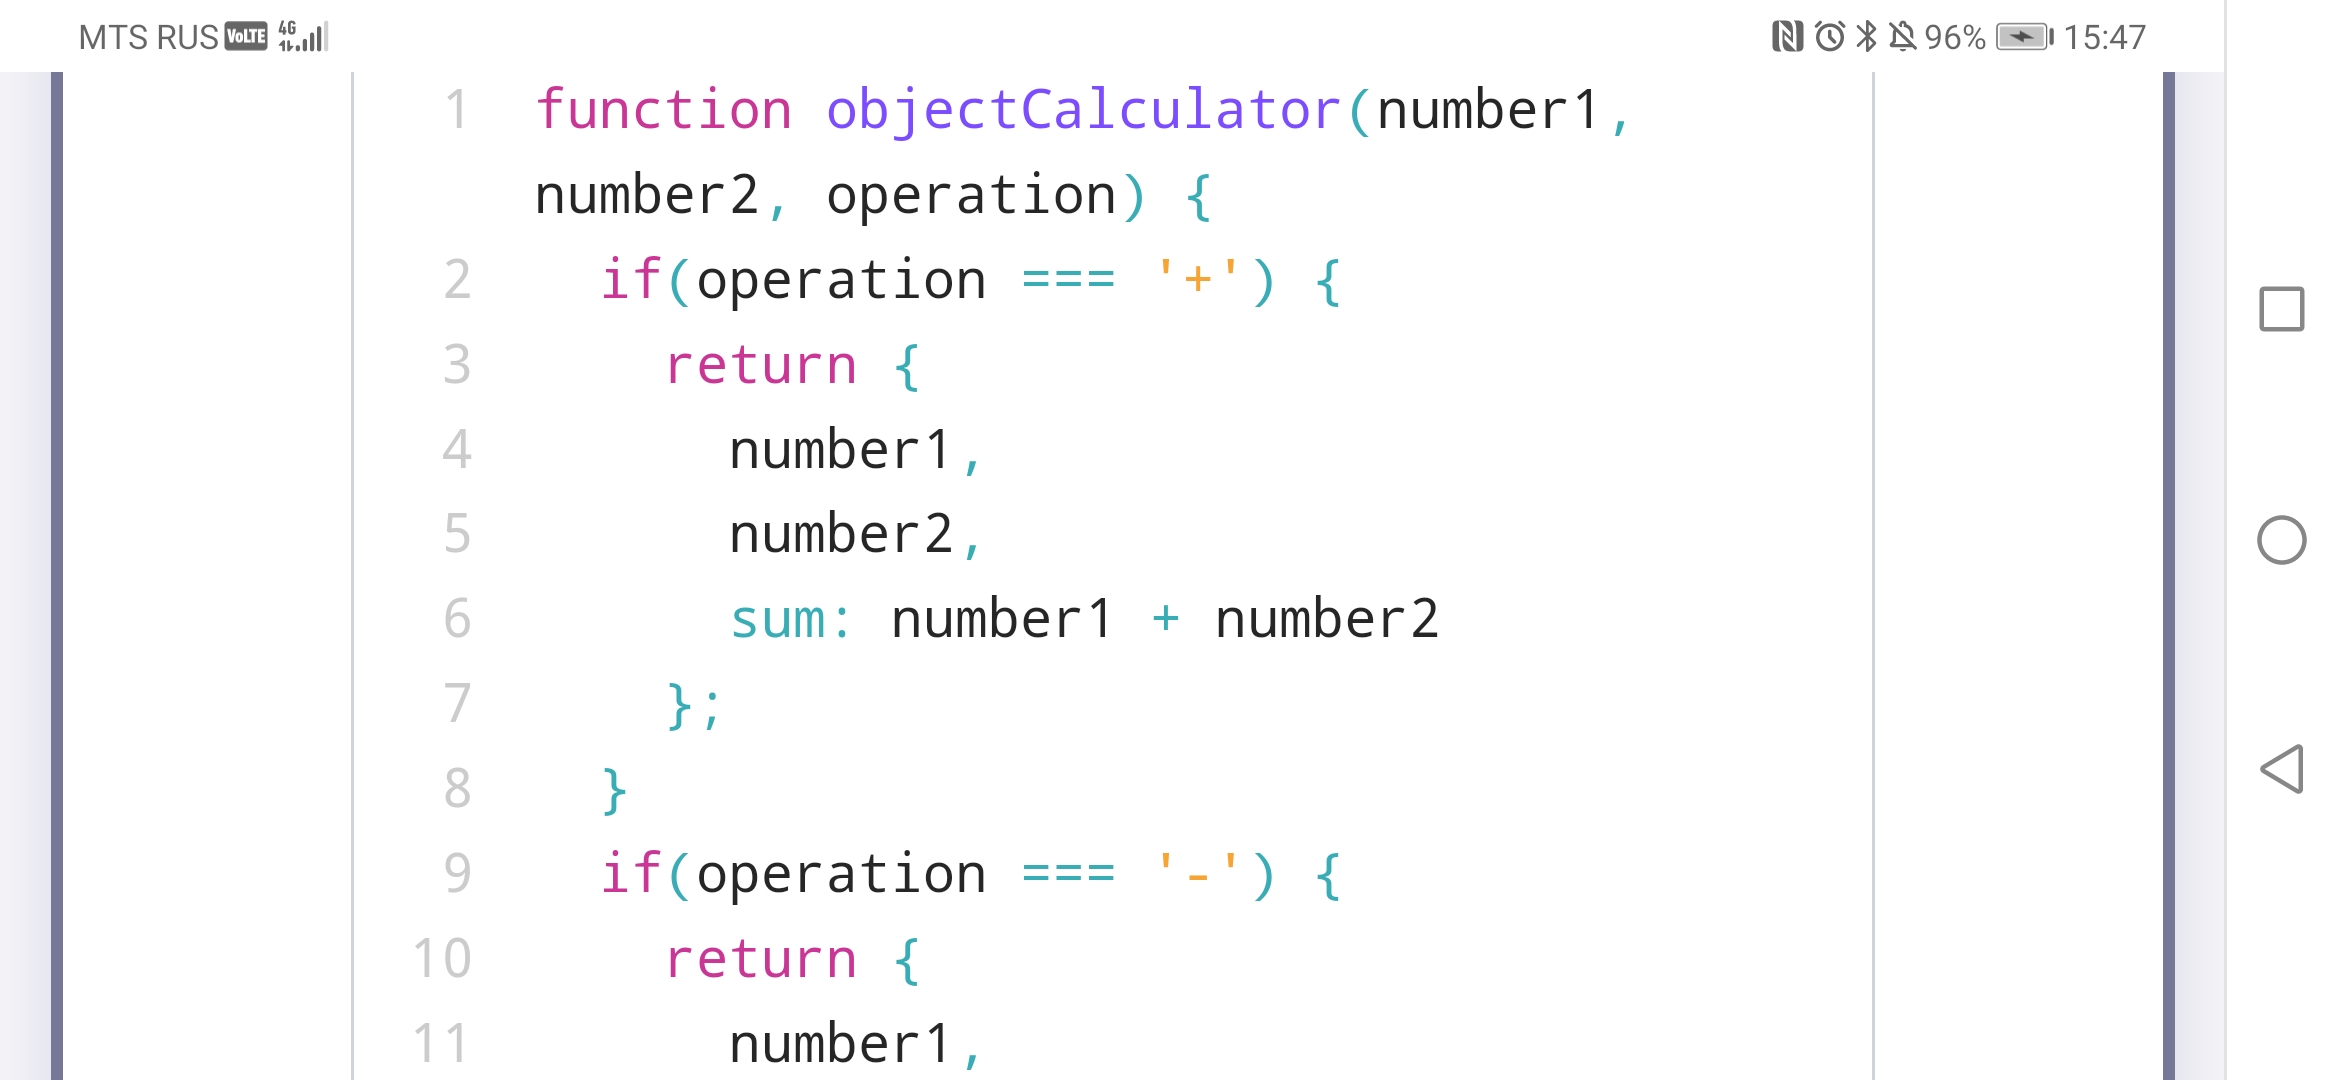 MTS RUS VoLTE 4G 96% 15:47
1 function objectCalculator(number1,
number2, operation) {
2 if(operation === '+') {
3 return {
4 number1,
5 number2,
6 sum: number1 + number2
7 };
8 }
9 if(operation === '-') {
10 return {
11 number1,